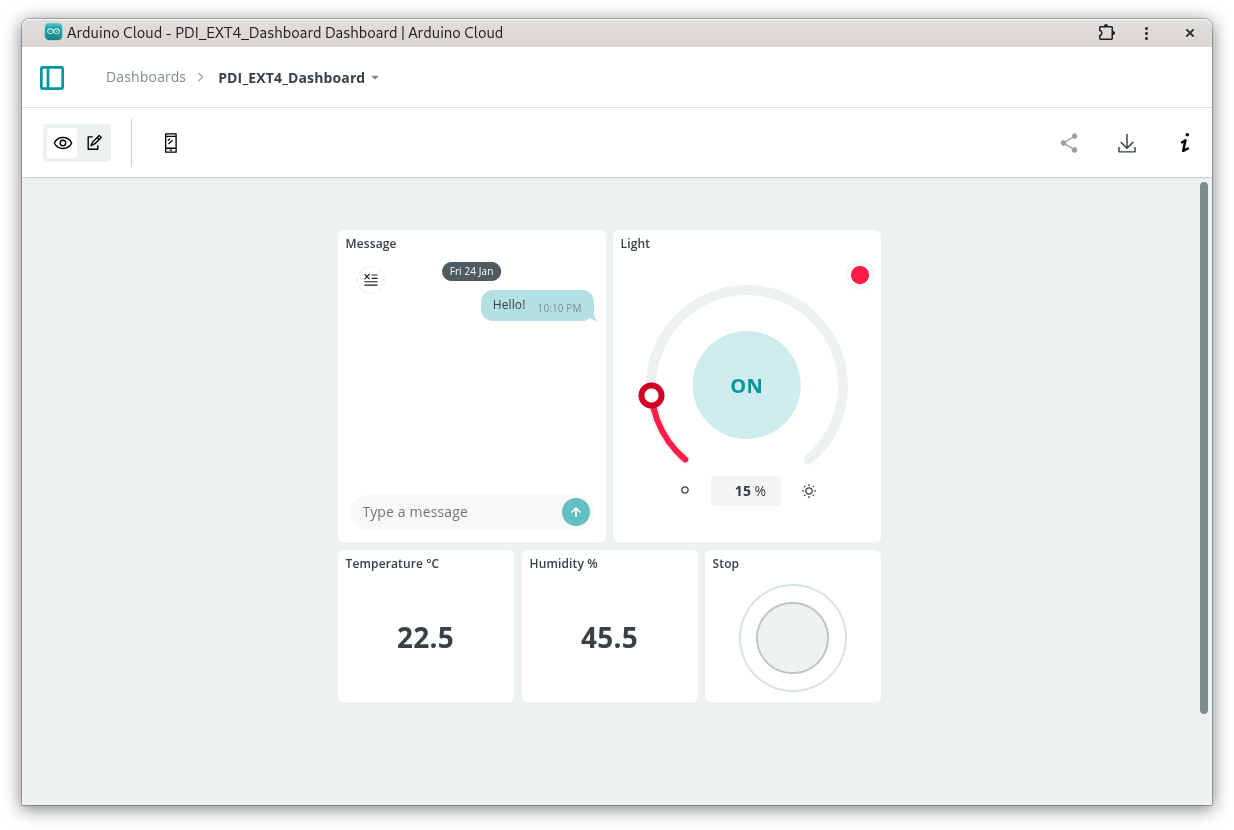 Arduino Cloud - PDI_EXT4_Dashboard Dashboard | Arduino Cloud
Dashboards > PDI_EXT4_Dashboard
Message
Fri 24 Jan
Hello! 10:10 PM
Type a message
Light
ON
15 %
Temperature °C
22.5
Humidity %
45.5
Stop